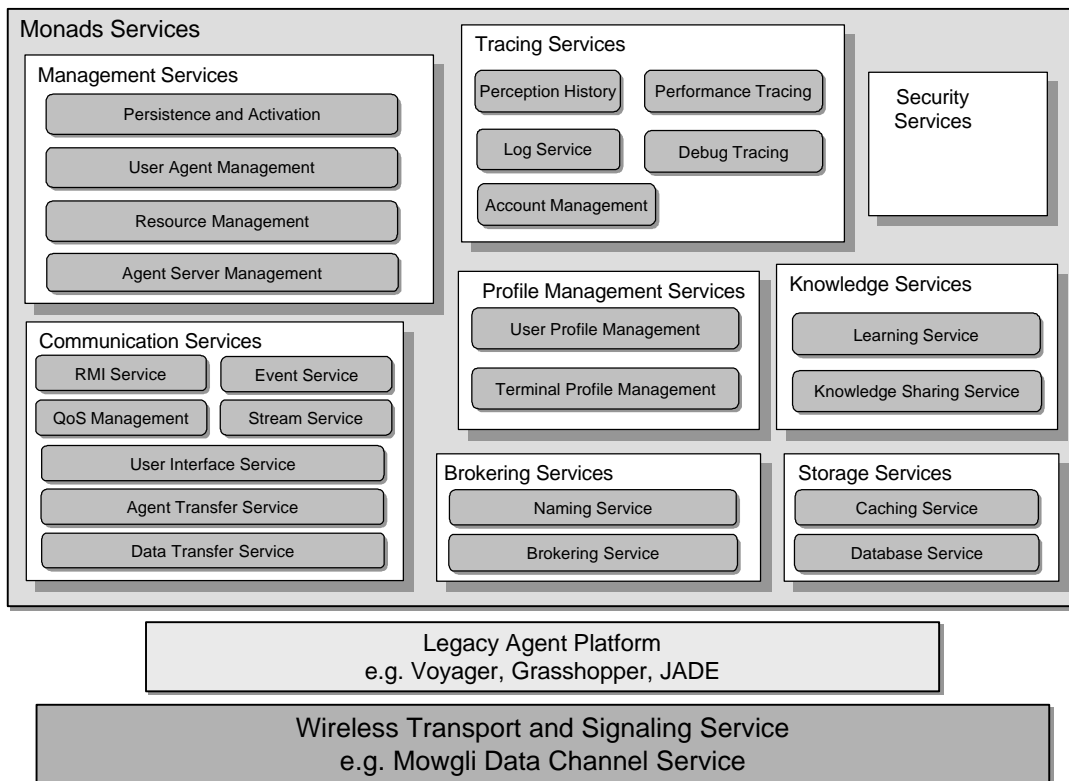 Monads Services
Management Services
Persistence and Activation
User Agent Management
Resource Management
Agent Server Management
Tracing Services
Perception History
Performance Tracing
Log Service
Debug Tracing
Account Management
Security
Services
Communication Services
RMI Service
Event Service
QoS Management
Stream Service
User Interface Service
Agent Transfer Service
Data Transfer Service
Profile Management Services
User Profile Management
Terminal Profile Management
Knowledge Services
Learning Service
Knowledge Sharing Service
Brokering Services
Naming Service
Brokering Service
Storage Services
Caching Service
Database Service
Legacy Agent Platform
e.g. Voyager, Grasshopper, JADE
Wireless Transport and Signaling Service
e.g. Mowgli Data Channel Service